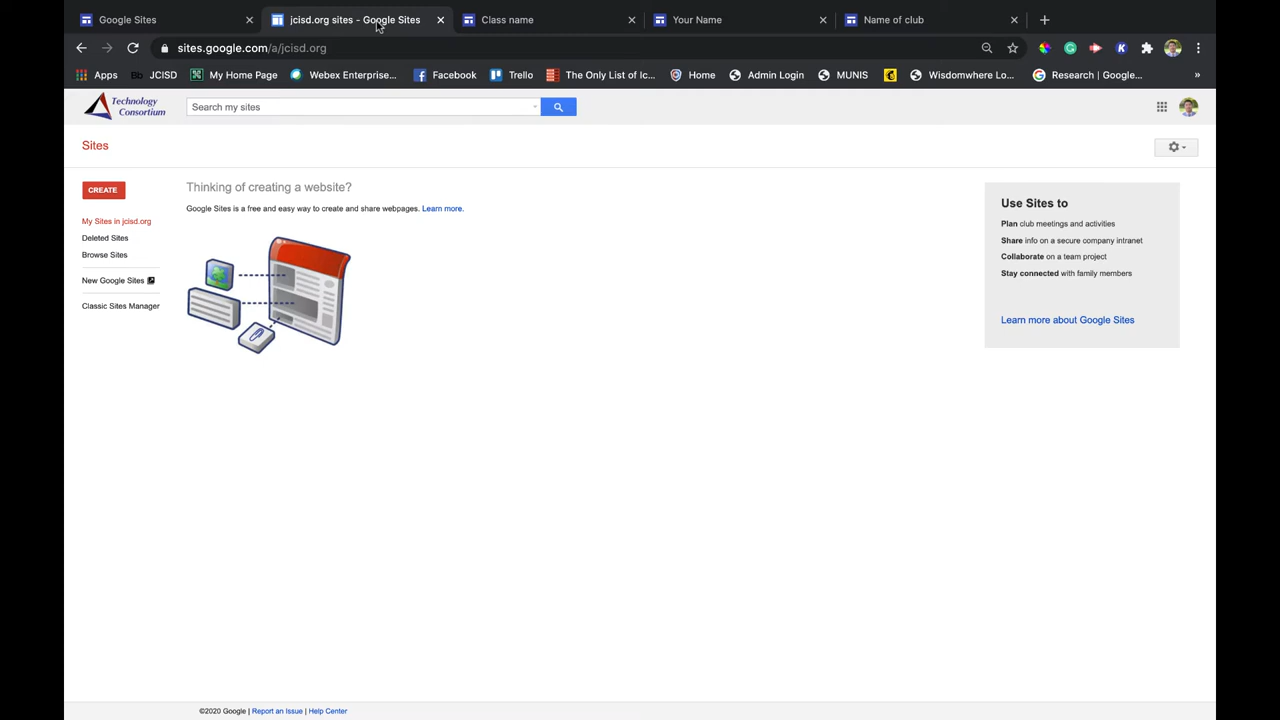 Google Sites
jcisd.org sites - Google Sites
Class name
Your Name
Name of club
sites.google.com/a/jcisd.org
Apps
Bb JCISD
My Home Page
Webex Enterprise...
Facebook
Trello
The Only List of Ic...
Home
Admin Login
MUNIS
Wisdomwhere Lo...
Research | Google...
»
Technology
Consortium
Search my sites
Sites
CREATE
My Sites in jcisd.org
Deleted Sites
Browse Sites
New Google Sites
Classic Sites Manager
Thinking of creating a website?
Google Sites is a free and easy way to create and share webpages. Learn more.
Use Sites to
Plan club meetings and activities
Share info on a secure company intranet
Collaborate on a team project
Stay connected with family members
Learn more about Google Sites
©2020 Google | Report an Issue | Help Center